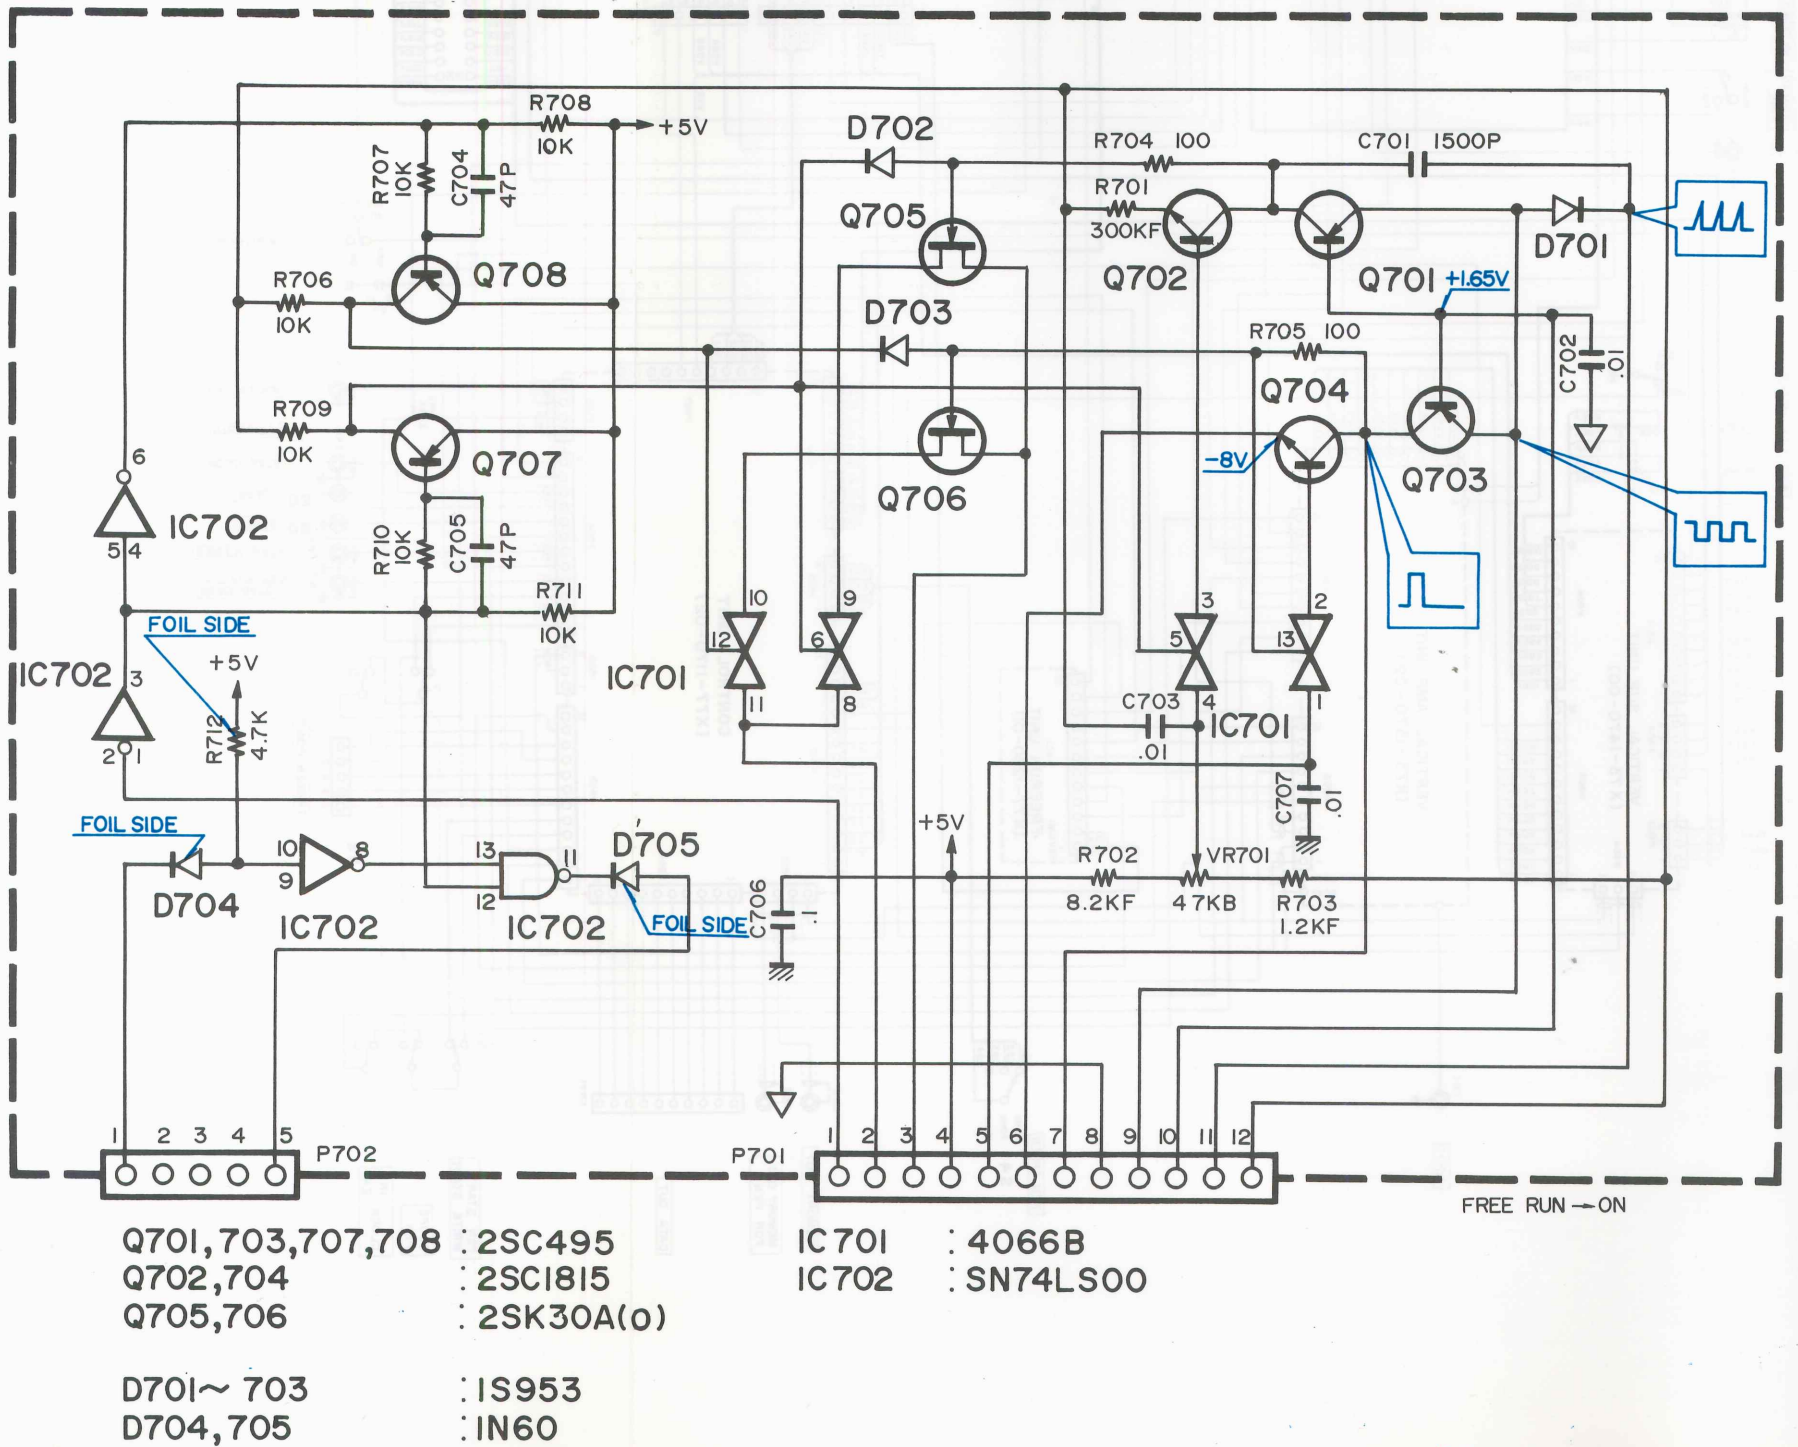 R708
10K
+5V
R707
10K
C704
47P
D702
R704 100
C701 1500P
R701
300KF
Q705
Q702
Q701
D701
Q708
R706
10K
D703
+1.65V
R705 100
C702
.01
Q704
R709
10K
Q707
-8V
Q703
Q706
6
IC702
5 4
R710
10K
C705
47P
R711
10K
10
9
3
2
12
6
5
13
11
8
4
1
IC701
IC701
FOIL SIDE
+5V
IC702
3
R712
4.7K
2 1
C703
.01
C707
.01
FOIL SIDE
D704
10
9
8
IC702
13
12
11
IC702
D705
FOIL SIDE
C706
.1
+5V
R702
8.2KF
VR701
47KB
R703
1.2KF
1 2 3 4 5
P702
P701
1 2 3 4 5 6 7 8 9 10 11 12
FREE RUN → ON
Q701,703,707,708 : 2SC495
Q702,704 : 2SC1815
Q705,706 : 2SK30A(O)
D701~ 703 : 1S953
D704,705 : 1N60
IC701 : 4066B
IC702 : SN74LS00